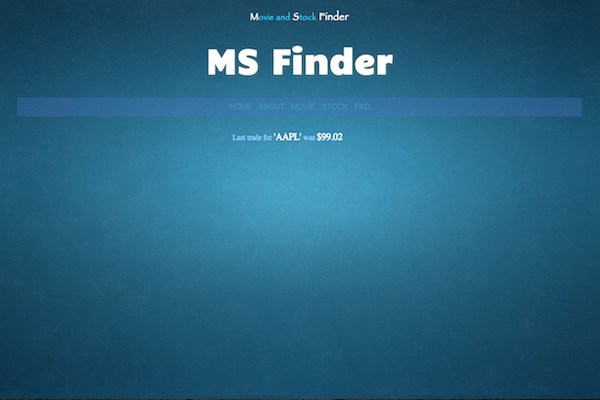 Movie and Stock Finder
MS Finder
HOME ABOUT MOVIE STOCK FAQ
Last trade for 'AAPL' was $99.02